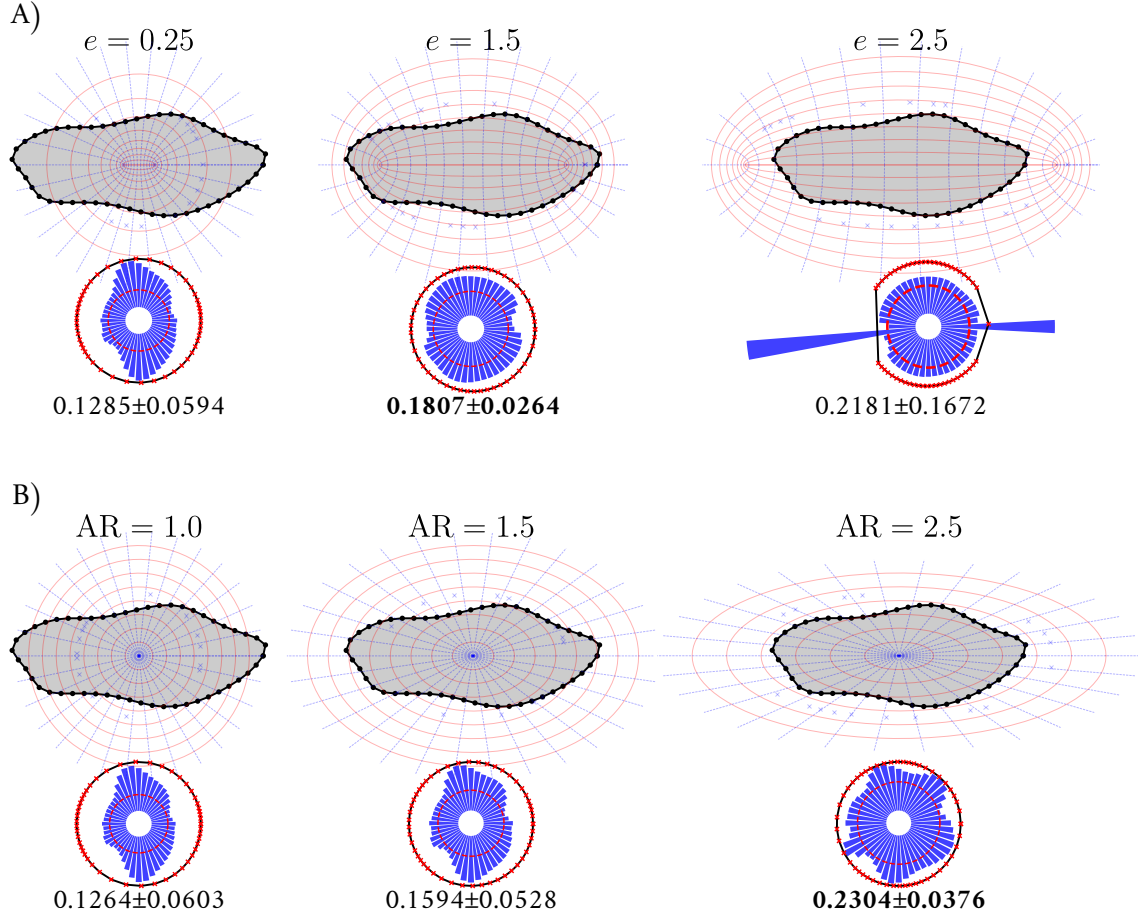 A)
e = 0.25 e = 1.5 e = 2.5
0.1285±0.0594 0.1807±0.0264 0.2181±0.1672
B)
AR = 1.0 AR = 1.5 AR = 2.5
0.1264±0.0603 0.1594±0.0528 0.2304±0.0376